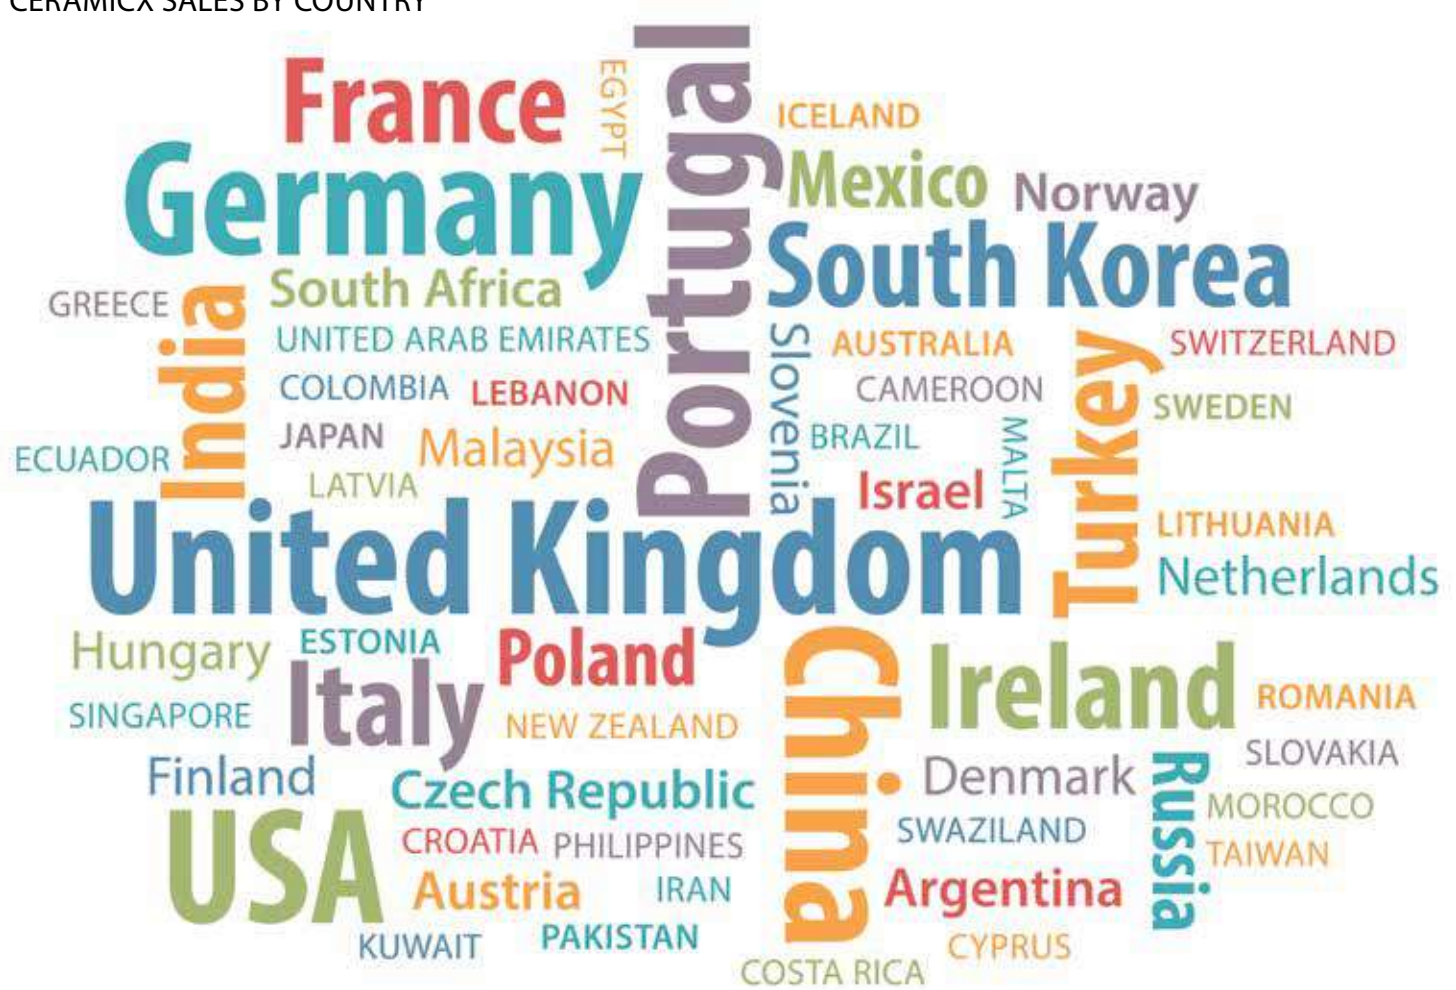 CERAMICX SALES BY COUNTRY
France
EGYPT
Portugal
ICELAND
Germany
Mexico
Norway
South Korea
GREECE
India
South Africa
UNITED ARAB EMIRATES
Slovenia
AUSTRALIA
Turkey
SWITZERLAND
COLOMBIA
LEBANON
CAMEROON
SWEDEN
ECUADOR
JAPAN
Malaysia
BRAZIL
MALTA
LATVIA
Israel
United Kingdom
LITHUANIA
Netherlands
Hungary
ESTONIA
Poland
China
Ireland
SINGAPORE
Italy
NEW ZEALAND
ROMANIA
Finland
Czech Republic
Denmark
Russia
SLOVAKIA
USA
CROATIA
PHILIPPINES
SWAZILAND
MOROCCO
TAIWAN
Austria
IRAN
Argentina
KUWAIT
PAKISTAN
CYPRUS
COSTA RICA